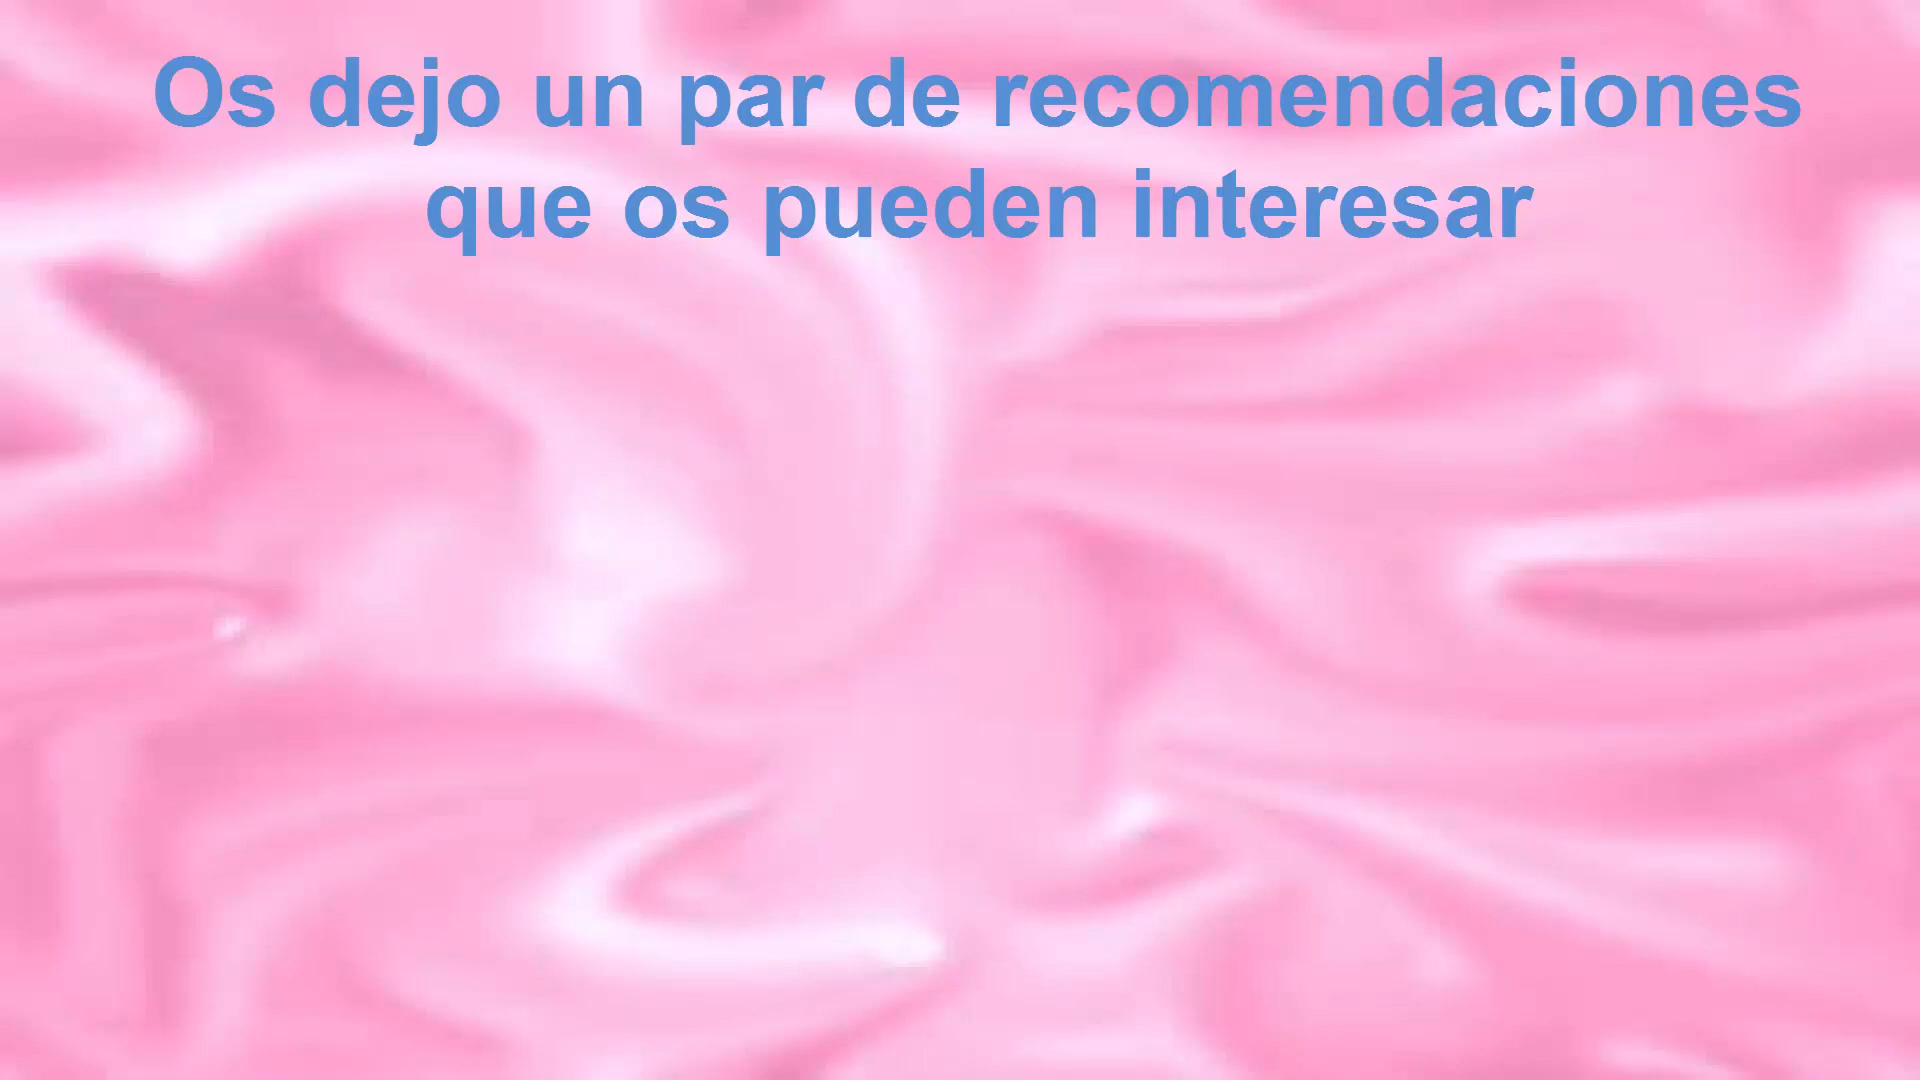 Os dejo un par de recomendaciones
que os pueden interesar